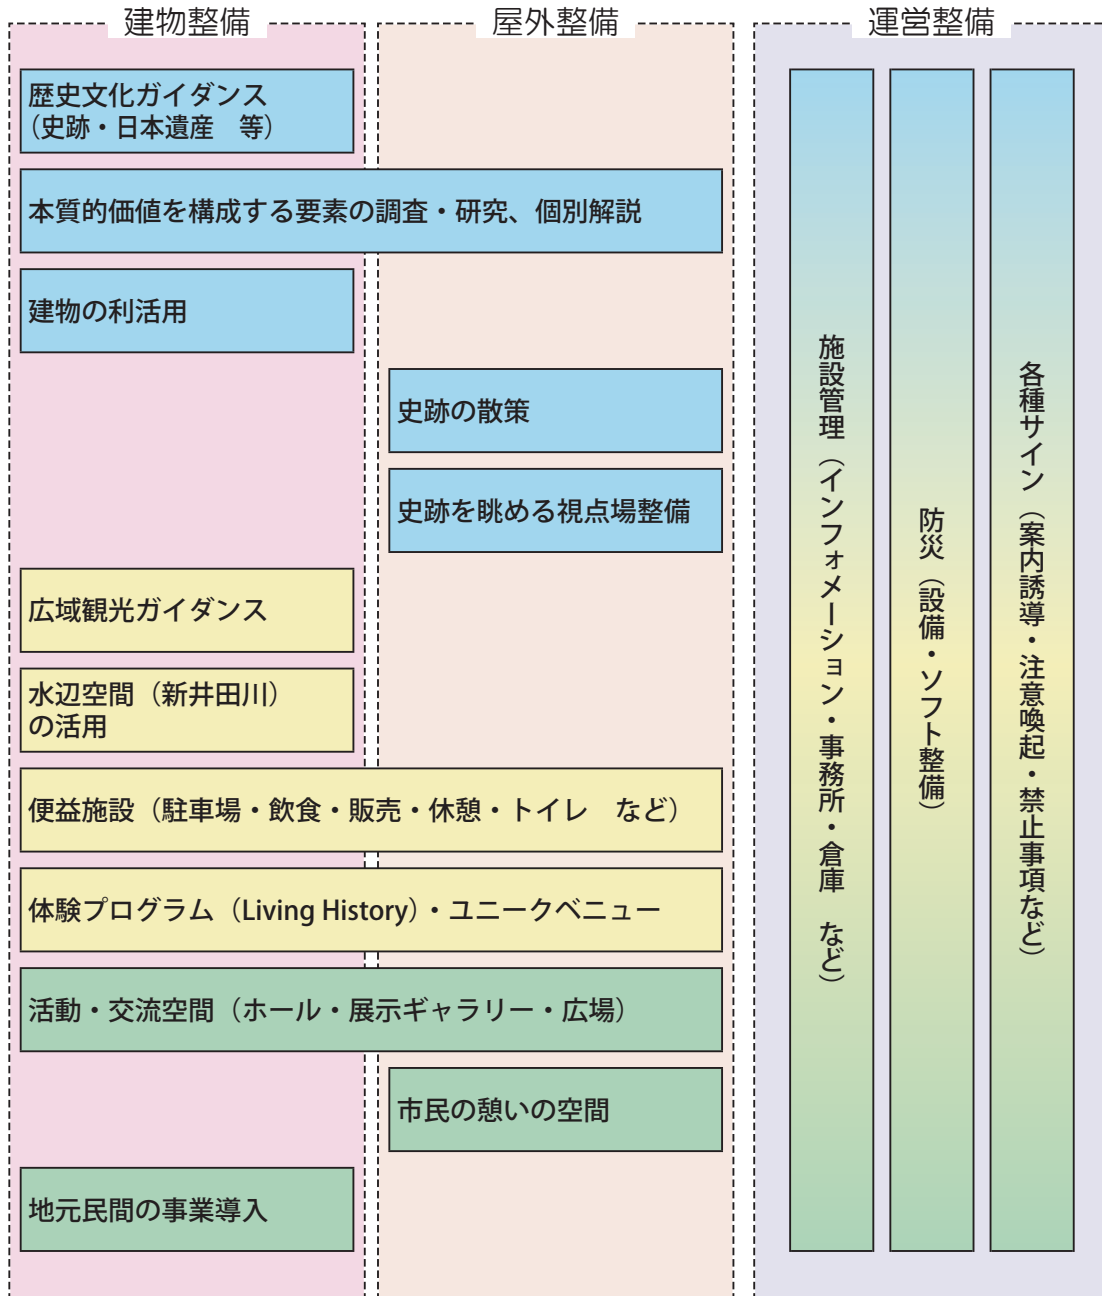 建物整備
屋外整備
運営整備
歴史文化ガイダンス
（史跡・日本遺産　等）
本質的価値を構成する要素の調査・研究、個別解説
建物の利活用
史跡の散策
史跡を眺める視点場整備
広域観光ガイダンス
水辺空間（新井田川）
の活用
便益施設（駐車場・飲食・販売・休憩・トイレ　など）
体験プログラム（Living History）・ユニークベニュー
活動・交流空間（ホール・展示ギャラリー・広場）
市民の憩いの空間
地元民間の事業導入
施設管理（インフォメーション・事務所・倉庫　など）
防災（設備・ソフト整備）
各種サイン（案内誘導・注意喚起・禁止事項など）